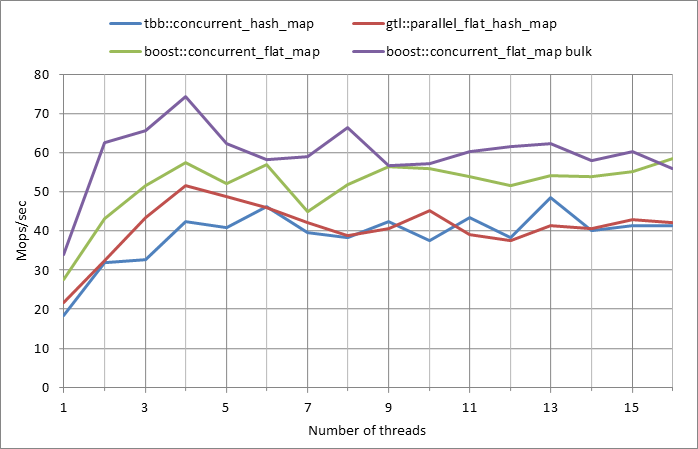 tbb::concurrent_hash_map gtl::parallel_flat_hash_map
boost::concurrent_flat_map boost::concurrent_flat_map bulk
80
70
60
50
40
30
20
10
0
Mops/sec
1 3 5 7 9 11 13 15
Number of threads